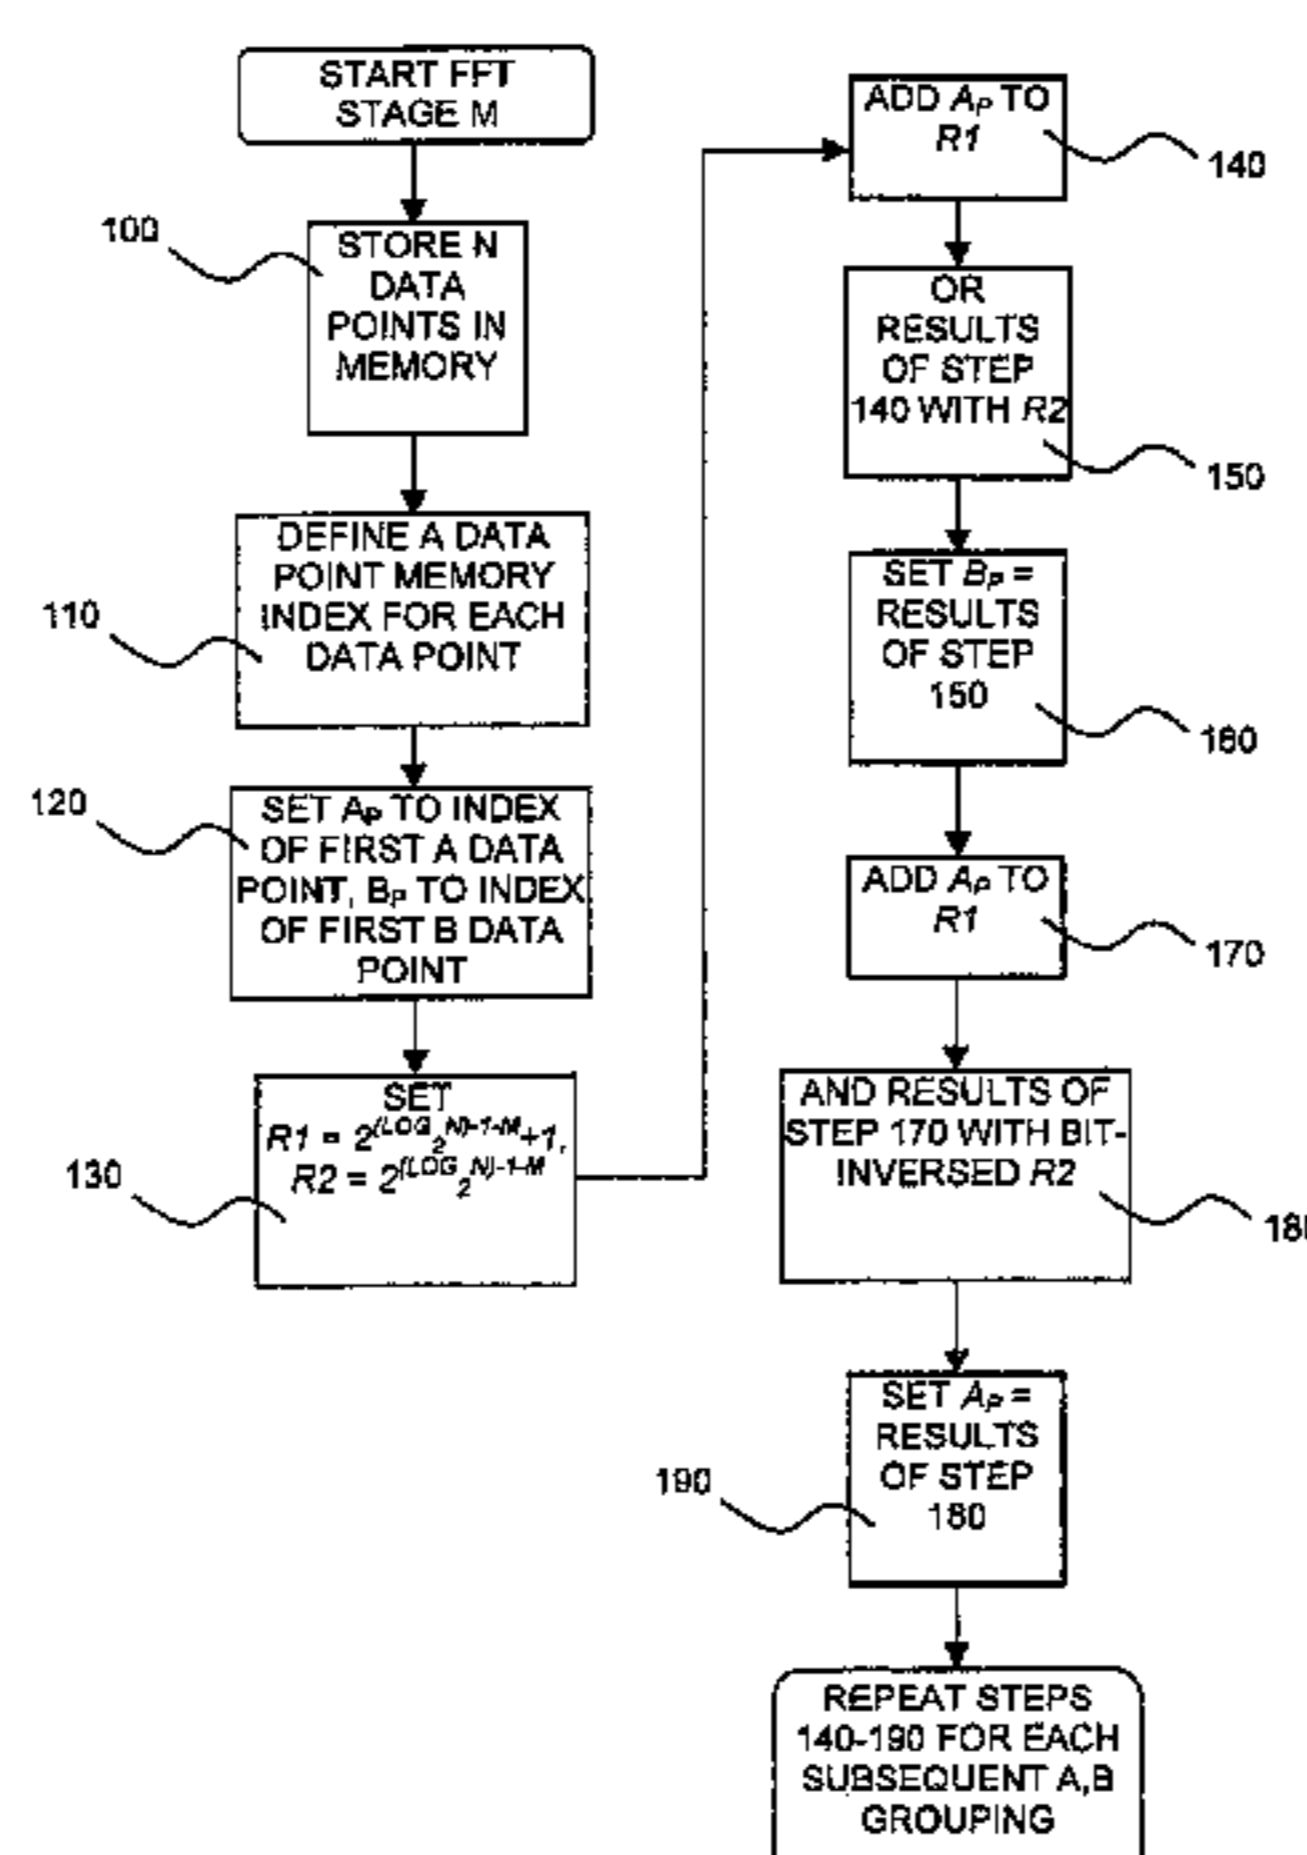 START FFT
STAGE M
100
STORE N
DATA
POINTS IN
MEMORY
110
DEFINE A DATA
POINT MEMORY
INDEX FOR EACH
DATA POINT
120
SET Aₚ TO INDEX
OF FIRST A DATA
POINT, Bₚ TO INDEX
OF FIRST B DATA
POINT
130
SET
R1 = 2^(LOG₂N)-1-M+1,
R2 = 2^(LOG₂N)-1-M
ADD Aₚ TO
R1
140
OR
RESULTS
OF STEP
140 WITH R2
150
SET Bₚ =
RESULTS
OF STEP
150
160
ADD Aₚ TO
R1
170
AND RESULTS OF
STEP 170 WITH BIT-
INVERSED R2
SET Aₚ =
RESULTS
OF STEP
180
190
REPEAT STEPS
140-190 FOR EACH
SUBSEQUENT A,B
GROUPING